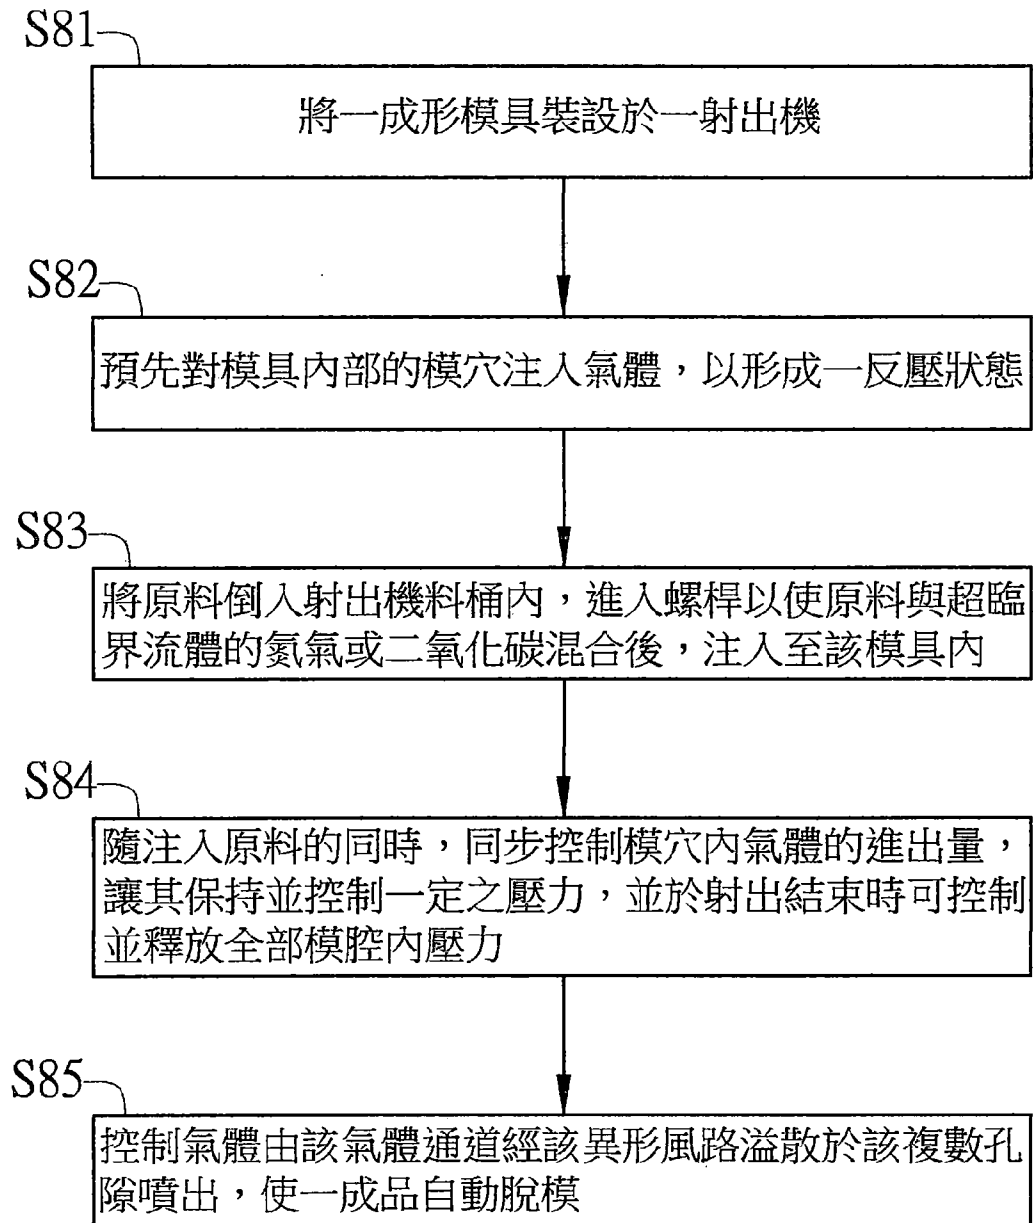 S81
將一成形模具裝設於一射出機
S82
預先對模具內部的模穴注入氣體，以形成一反壓狀態
S83
將原料倒入射出機料桶內，進入螺桿以使原料與超臨
界流體的氮氣或二氧化碳混合後，注入至該模具內
S84
隨注入原料的同時，同步控制模穴內氣體的進出量，
讓其保持並控制一定之壓力，並於射出結束時可控制
並釋放全部模腔內壓力
S85
控制氣體由該氣體通道經該異形風路溢散於該複數孔
隙噴出，使一成品自動脫模